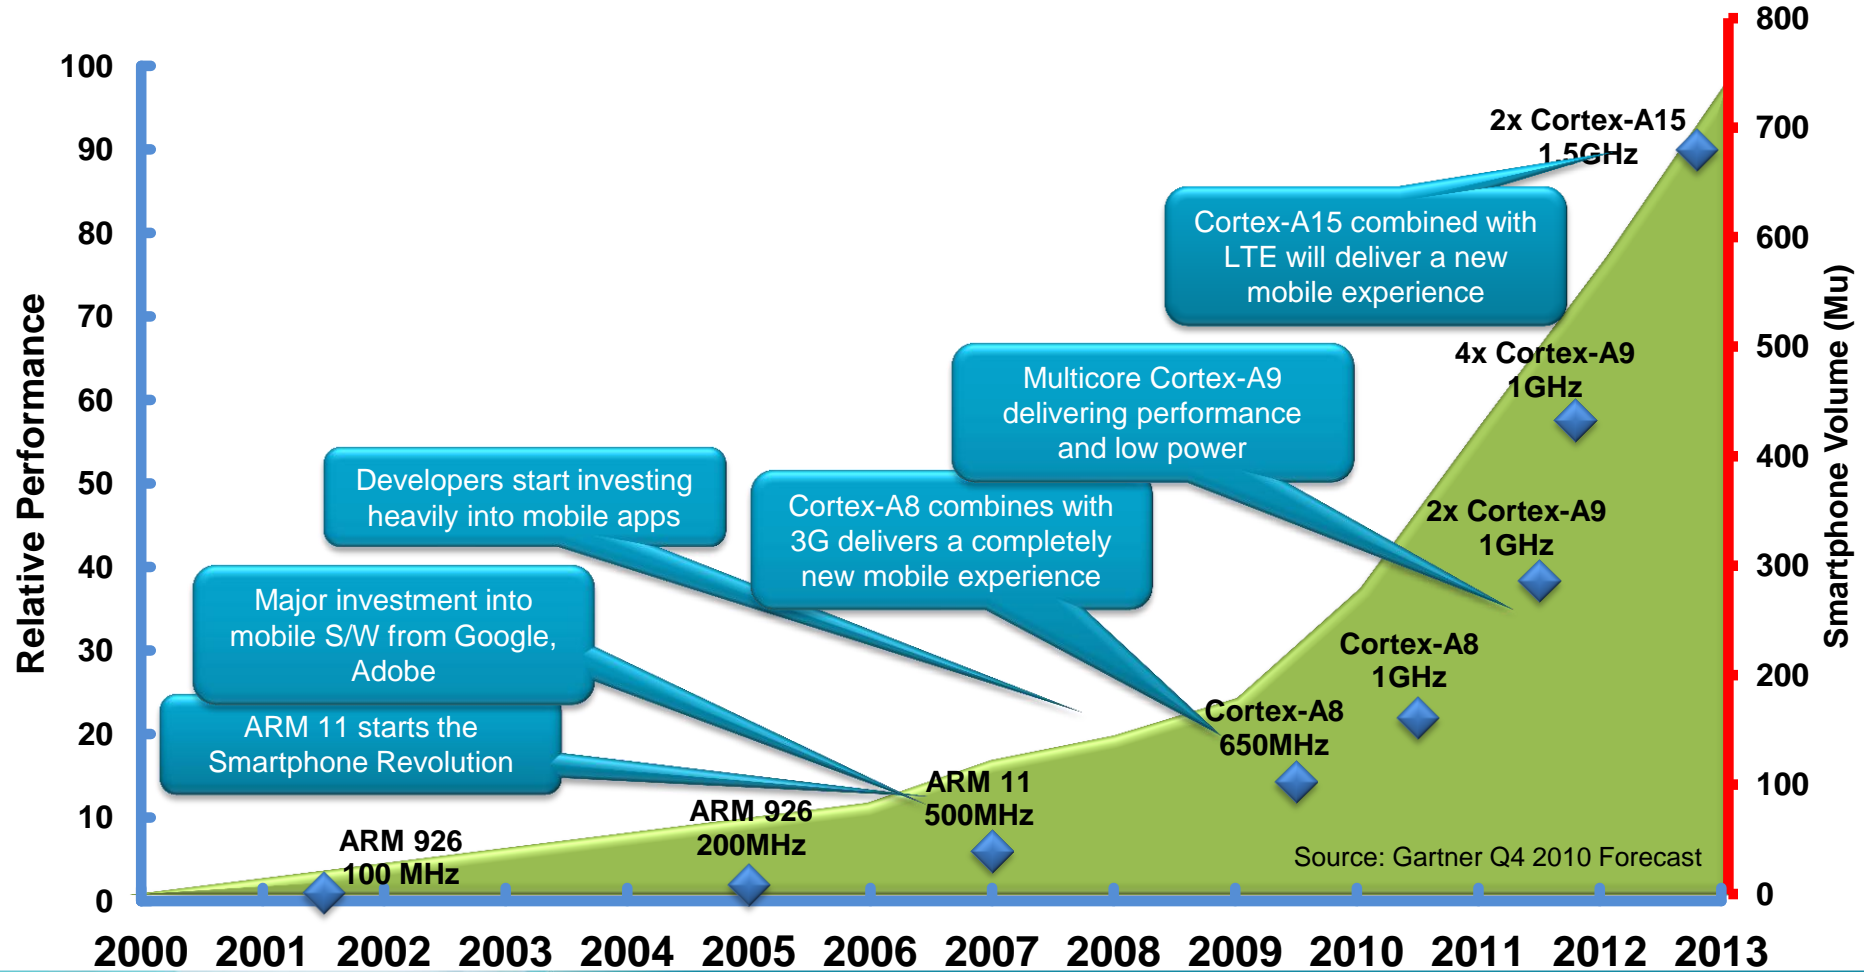 800
100
2x Cortex-A15
700
90
1.5GHz
Cortex-A15 combined with
LTE will deliver a new
mobile experience
80
600
70
500
4x Cortex-A9
1GHz
Multicore Cortex-A9
delivering performance
and low power
60
400
Developers start investing
heavily into mobile apps
50
Cortex-A8 combines with
3G delivers a completely
new mobile experience
2x Cortex-A9
1GHz
40
300
Major investment into
mobile S/W from Google,
Adobe
30
Cortex-A8
1GHz
200
ARM 11 starts the
Smartphone Revolution
20
Cortex-A8
650MHz
ARM 11
500MHz
100
10
ARM 926
200MHz
ARM 926
100 MHz
Source: Gartner Q4 2010 Forecast
0
0
Relative Performance
Smartphone Volume (Mu)
2000 2001 2002 2003 2004 2005 2006 2007 2008 2009 2010 2011 2012 2013